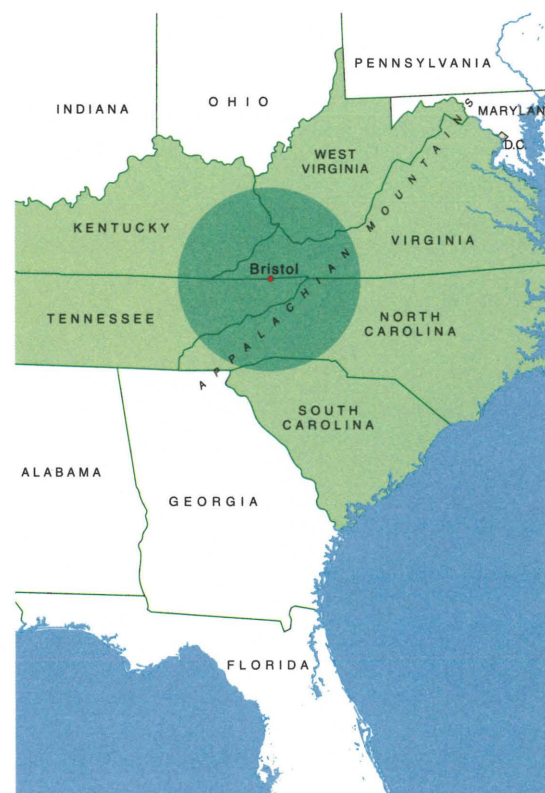 PENNSYLVANIA
INDIANA
OHIO
MARYLAN
D.C.
WEST
VIRGINIA
KENTUCKY
VIRGINIA
Bristol
APPALACHIAN MOUNTAINS
TENNESSEE
NORTH
CAROLINA
SOUTH
CAROLINA
ALABAMA
GEORGIA
FLORIDA